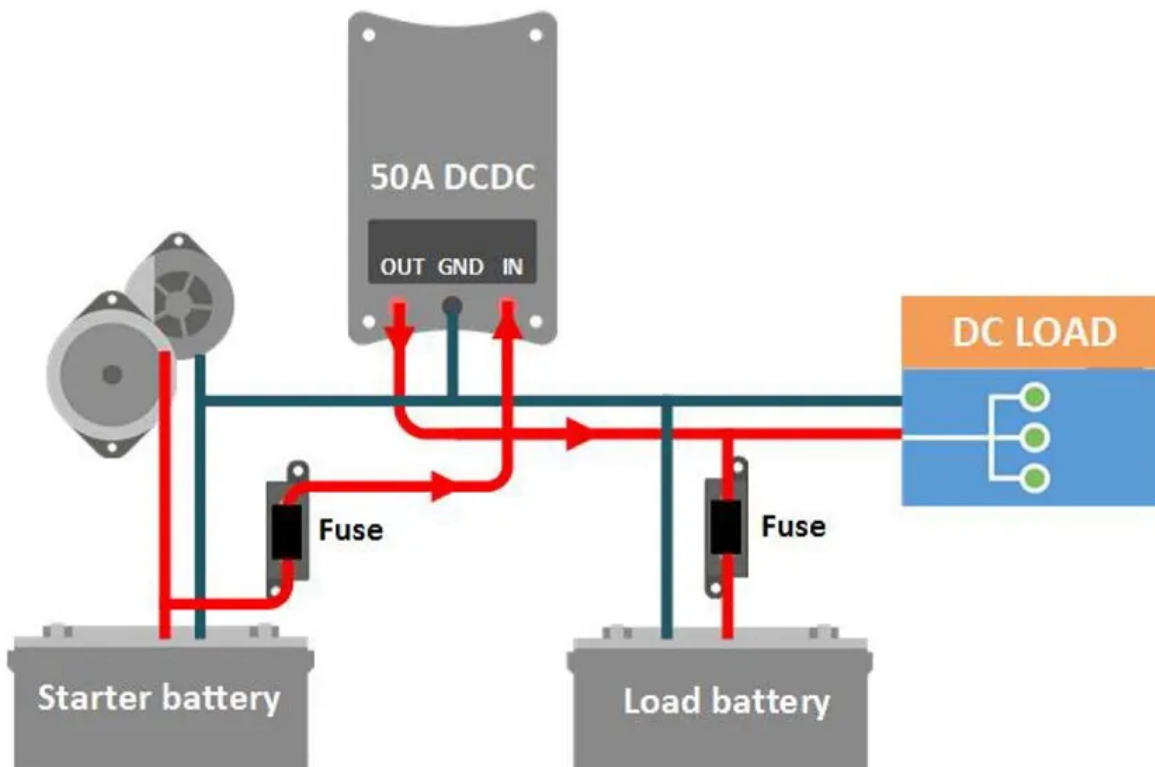 50A DCDC
OUT GND IN
DC LOAD
Fuse
Fuse
Starter battery
Load battery